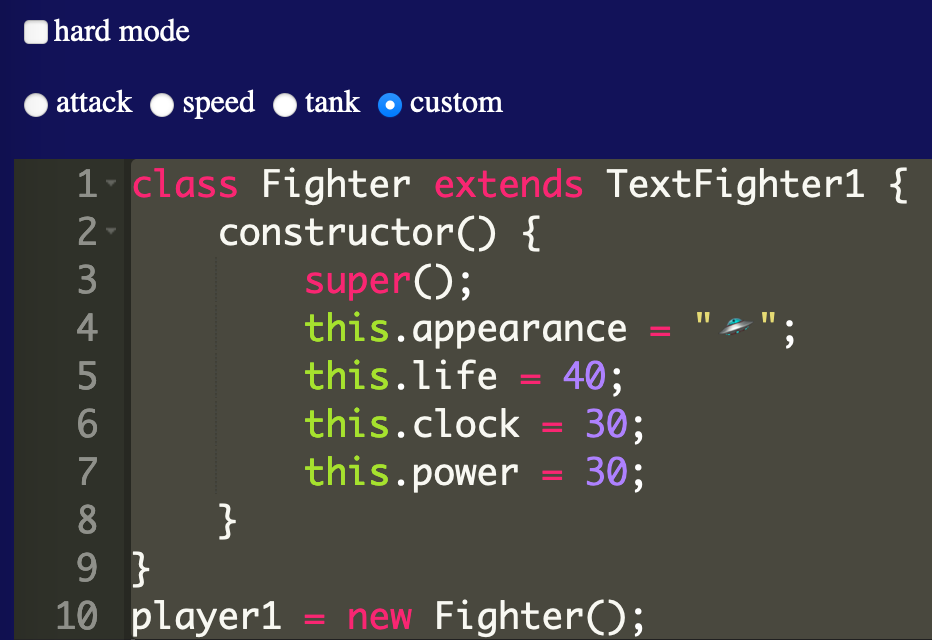 hard mode
attack speed tank custom
1 class Fighter extends TextFighter1 {
2 constructor() {
3 super();
4 this.appearance = "🛸";
5 this.life = 40;
6 this.clock = 30;
7 this.power = 30;
8 }
9 }
10 player1 = new Fighter();